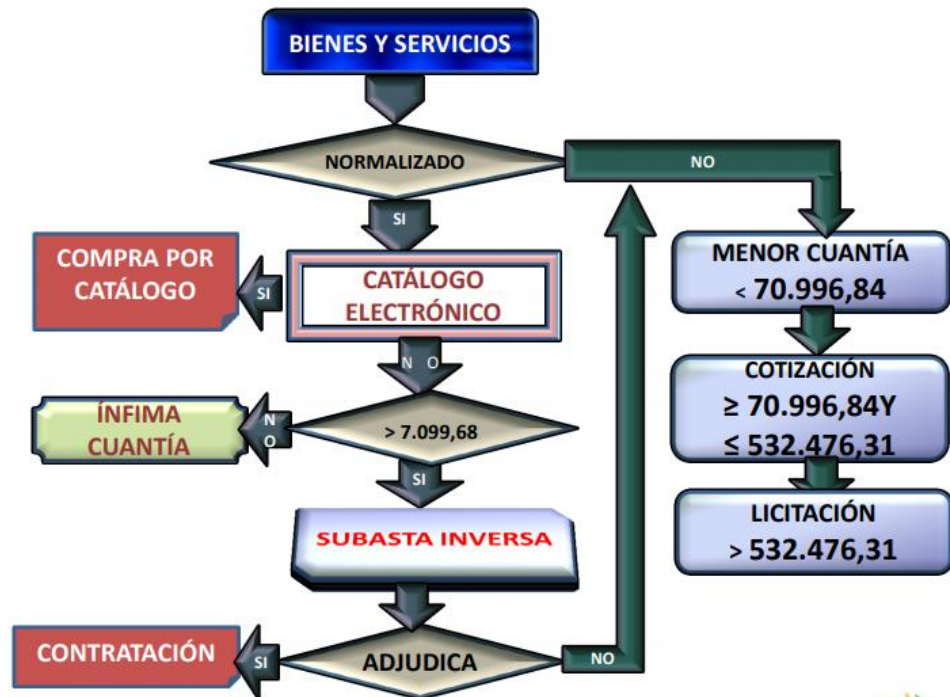 BIENES Y SERVICIOS
NORMALIZADO
NO
SI
COMPRA POR
CATÁLOGO
SI
CATÁLOGO
ELECTRÓNICO
MENOR CUANTÍA
< 70.996,84
N O
ÍNFIMA
CUANTÍA
N
O
> 7.099,68
COTIZACIÓN
≥ 70.996,84Y
≤ 532.476,31
SI
SUBASTA INVERSA
LICITACIÓN
> 532.476,31
CONTRATACIÓN
SI
ADJUDICA
NO